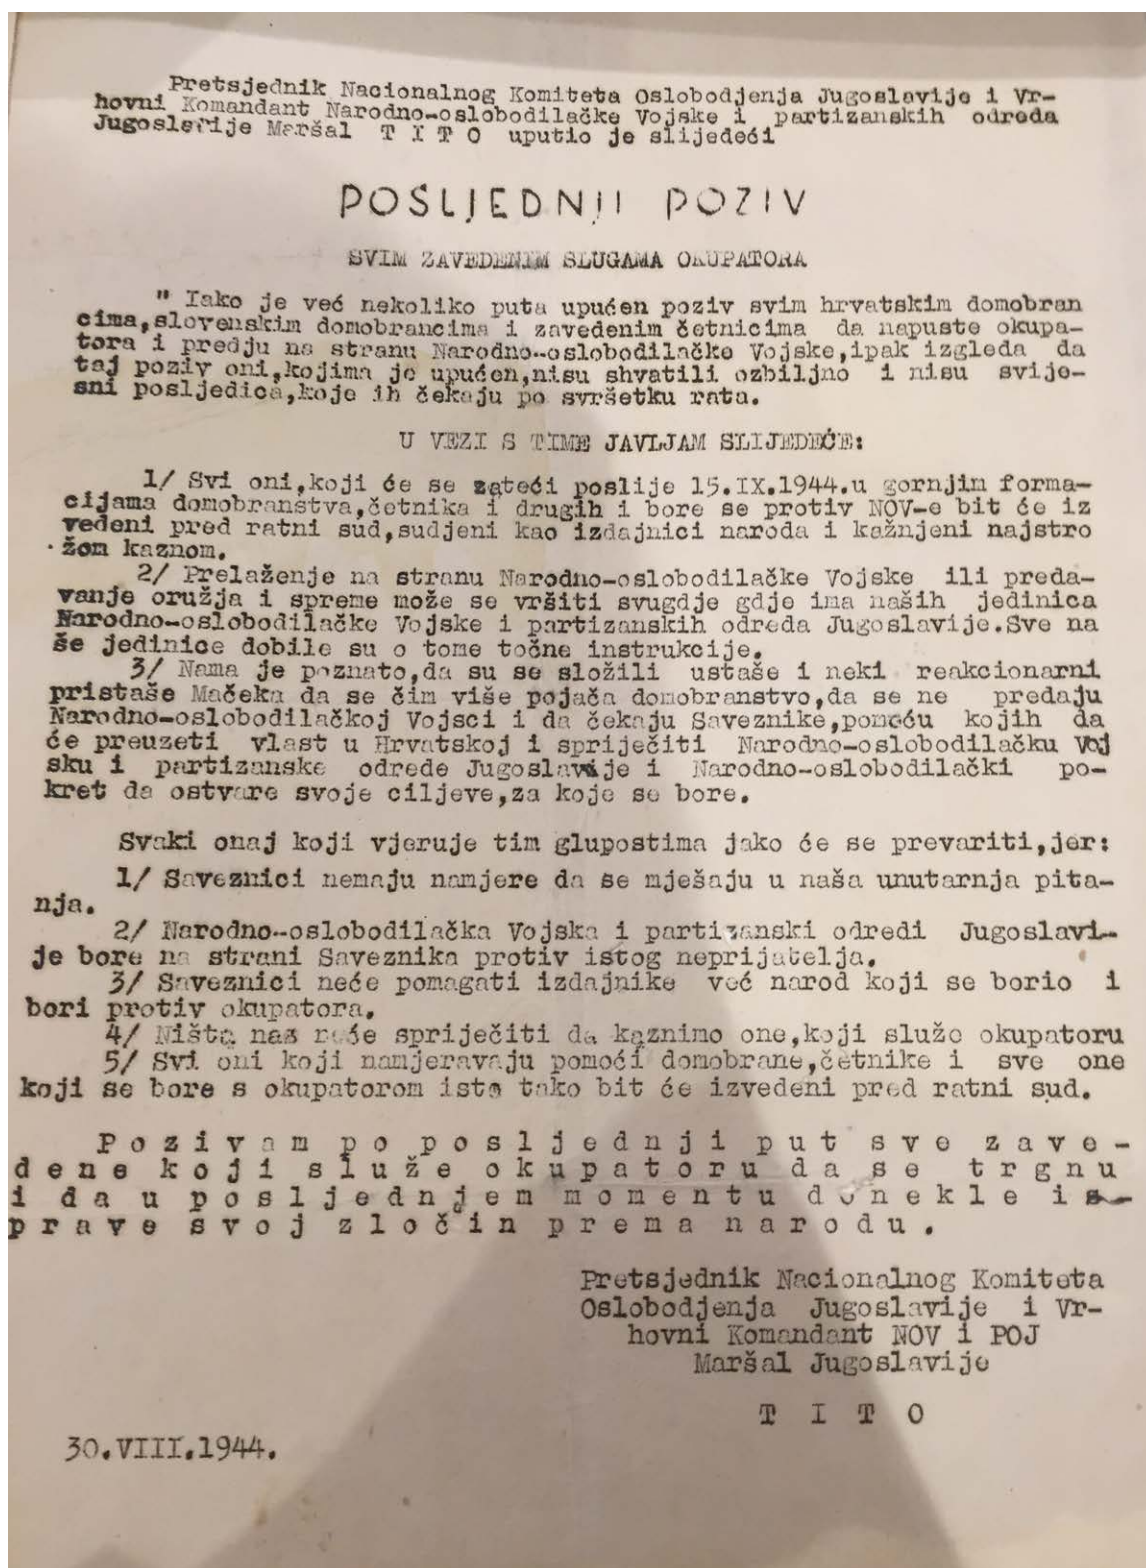 Pretsjednik Nacionalnog Komiteta Oslobodjenja Jugoslavije i Vr-
hovni Komandant Narodno-oslobodilačke Vojske i partizanskih odreda
Jugoslavije Maršal T I T O uputio je slijedeći
POSLJEDNJI POZIV
SVIM ZAVEDENIM SLUGAMA OKUPATORA
" Iako je već nekoliko puta upućen poziv svim hrvatskim domobran
cima,slovenskim domobrancima i zavedenim četnicima da napuste okupa-
tora i predju na stranu Narodno-oslobodilačke Vojske,ipak izgleda da
taj poziv oni,kojima je upućen,nisu shvatili ozbiljno i nisu svije-
sni posljedica,koje ih čekaju po svršetku rata.
U VEZI S TIME JAVLJAM SLIJEDEĆE:
1/ Svi oni,koji će se zateći poslije 15.IX.1944.u gornjim forma-
cijama domobranstva,četnika i drugih i bore se protiv NOV-e bit će iz
vedeni pred ratni sud,sudjeni kao izdajnici naroda i kažnjeni najstro
žom kaznom.
2/ Prelaženje na stranu Narodno-oslobodilačke Vojske ili preda-
vanje oružja i spreme može se vršiti svugdje gdje ima naših jedinica
Narodno-oslobodilačke Vojske i partizanskih odreda Jugoslavije.Sve na
še jedinice dobile su o tome točne instrukcije.
3/ Nama je poznato,da su se složili ustaše i neki reakcionarni
pristaše Mačeka da se čim više pojača domobranstvo,da se ne predaju
Narodno-oslobodilačkoj Vojsci i da čekaju Saveznike,pomoću kojih da
će preuzeti vlast u Hrvatskoj i spriječiti Narodno-oslobodilačku Voj
sku i partizanske odrede Jugoslavije i Narodno-oslobodilački po-
kret da ostvare svoje ciljeve,za koje se bore.
Svaki onaj koji vjeruje tim glupostima jako će se prevariti,jer:
1/ Saveznici nemaju namjere da se mješaju u naša unutarnja pita-
nja.
2/ Narodno-oslobodilačka Vojska i partizanski odredi Jugoslavi-
je bore na strani Saveznika protiv istog neprijatelja.
3/ Saveznici neće pomagati izdajnike već narod koji se borio i
bori protiv okupatora.
4/ Ništa nas neće spriječiti da kaznimo one,koji služe okupatoru
5/ Svi oni koji namjeravaju pomoći domobrane,četnike i sve one
koji se bore s okupatorom isto tako bit će izvedeni pred ratni sud.
P o z i v a m p o p o s l j e d n j i p u t s v e z a v e -
d e n e k o j i s l u ž e o k u p a t o r u d a s e t r g n u
i d a u p o s l j e d n j e m m o m e n t u d o n e k l e i s -
p r a v e s v o j z l o č i n p r e m a n a r o d u .
Pretsjednik Nacionalnog Komiteta
Oslobodjenja Jugoslavije i Vr-
hovni Komandant NOV i POJ
Maršal Jugoslavije
T I T O
30.VIII.1944.